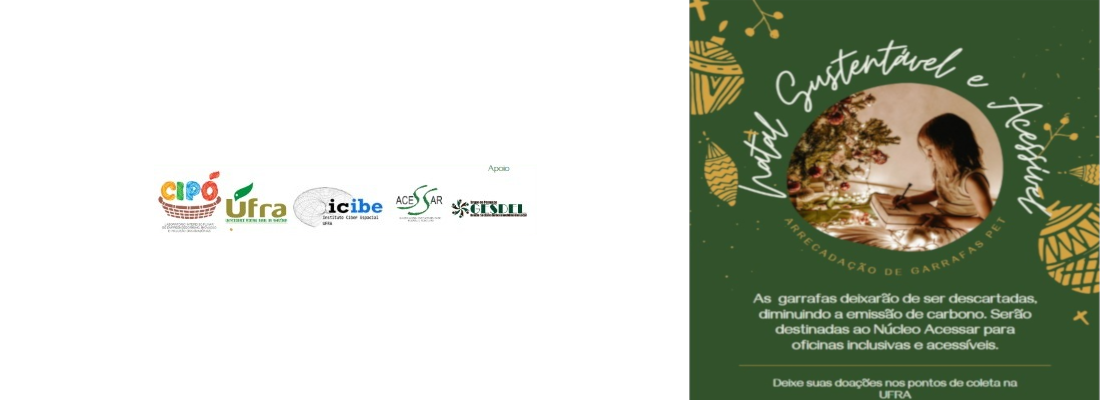 Apoio
CIPÓ
Ufra
icibe
Instituto Ciber Espacial
UFRA
ACESSAR
GESDEL
Natal Sustentável e Acessível
ARRECADAÇÃO DE GARRAFAS PET
As garrafas deixarão de ser descartadas,
diminuindo a emissão de carbono. Serão
destinadas ao Núcleo Acessar para
oficinas inclusivas e acessíveis.
Deixe suas doações nos pontos de coleta na
UFRA